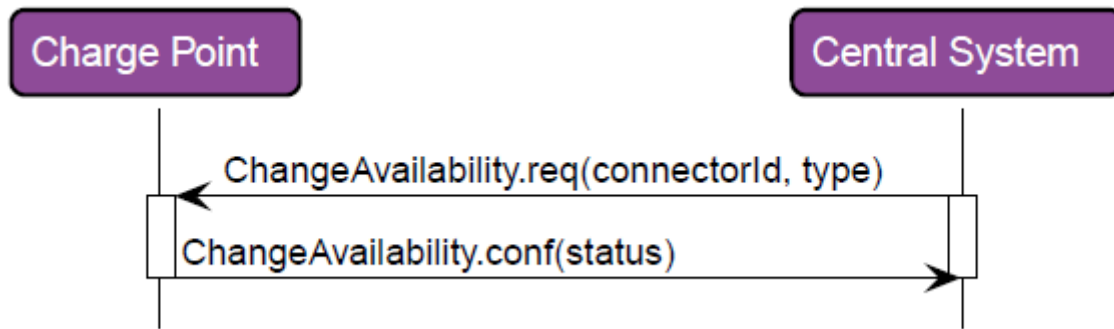 Charge Point
Central System
ChangeAvailability.req(connectorId, type)
ChangeAvailability.conf(status)